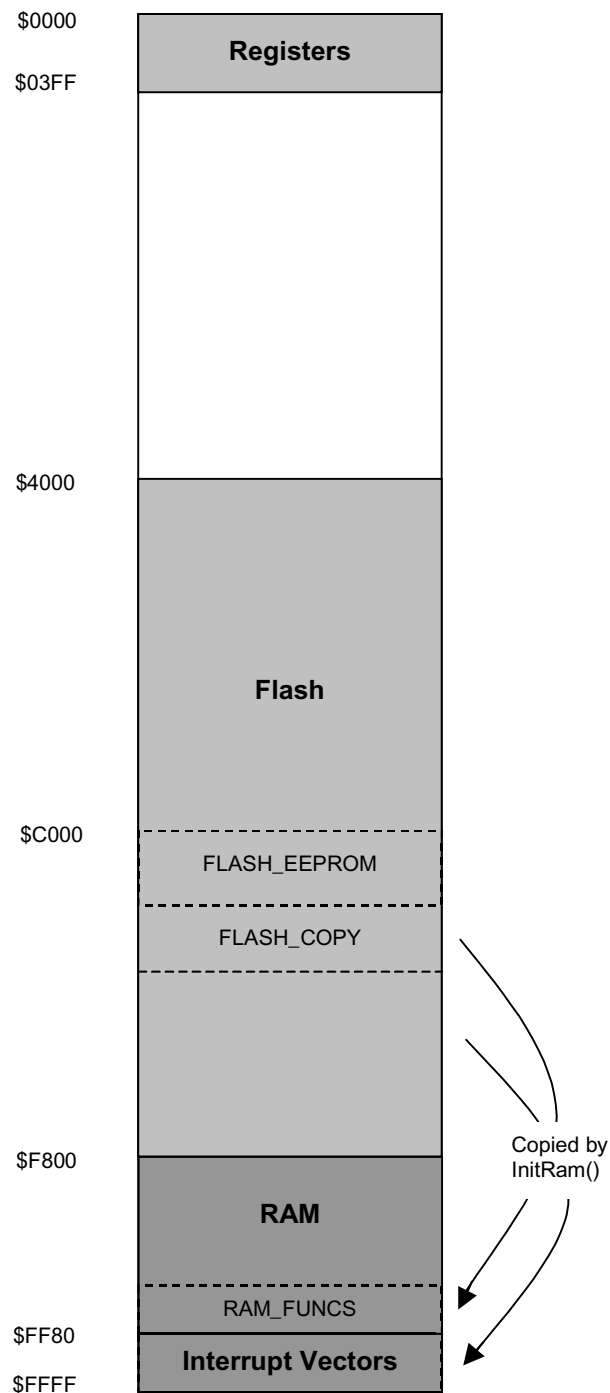 $0000
Registers
$03FF
$4000
Flash
$C000
FLASH_EEPROM
FLASH_COPY
Copied by
InitRam()
$F800
RAM
RAM_FUNCS
$FF80
Interrupt Vectors
$FFFF